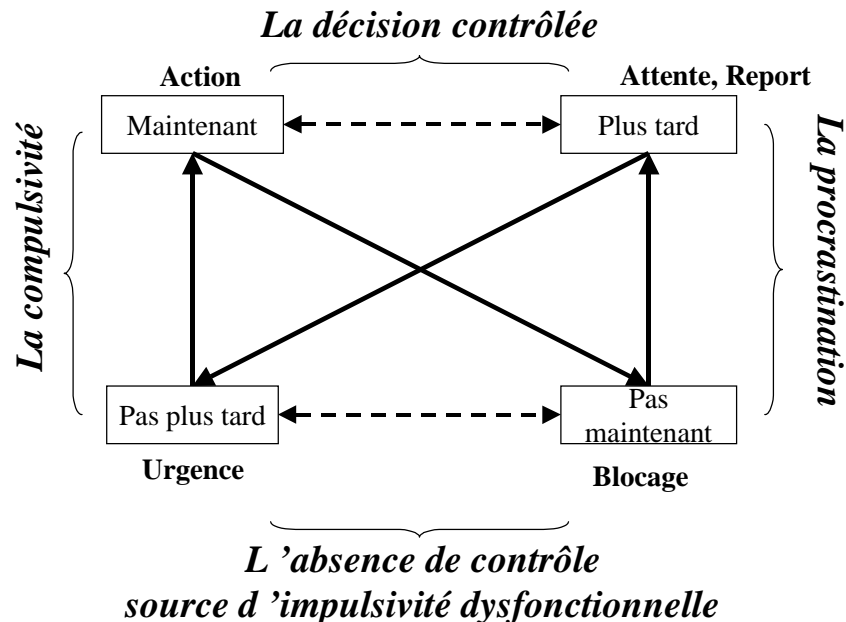 La décision contrôlée
Action
Attente, Report
Maintenant
Plus tard
La compulsivité
La procrastination
Pas plus tard
Pas
maintenant
Urgence
Blocage
L ’absence de contrôle
source d ’impulsivité dysfonctionnelle